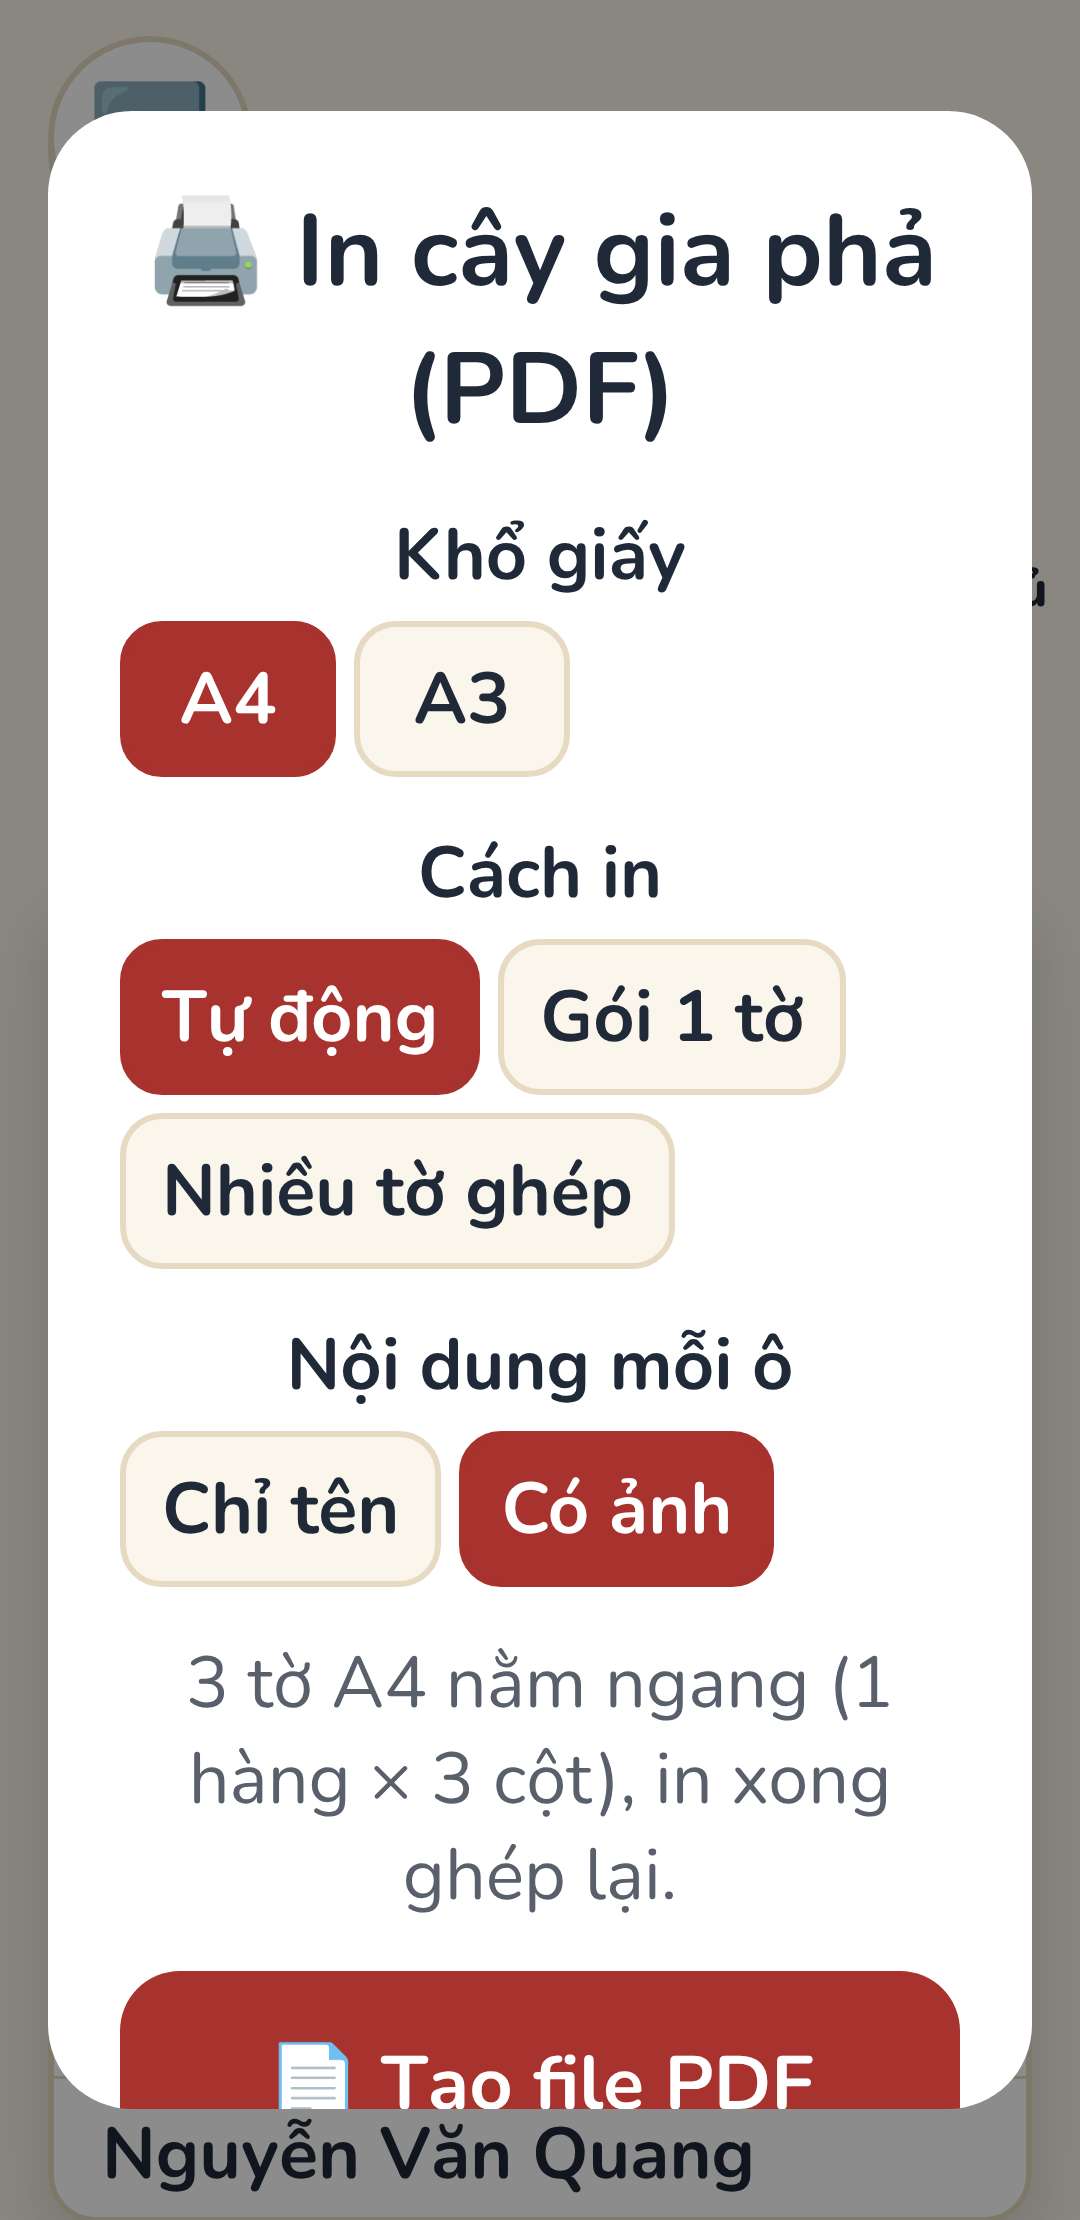 In cây gia phả
(PDF)
Khổ giấy
A4 A3
Cách in
Tự động Gói 1 tờ
Nhiều tờ ghép
Nội dung mỗi ô
Chỉ tên Có ảnh
3 tờ A4 nằm ngang (1
hàng × 3 cột), in xong
ghép lại.
Tạo file PDF
Nguyễn Văn Quang